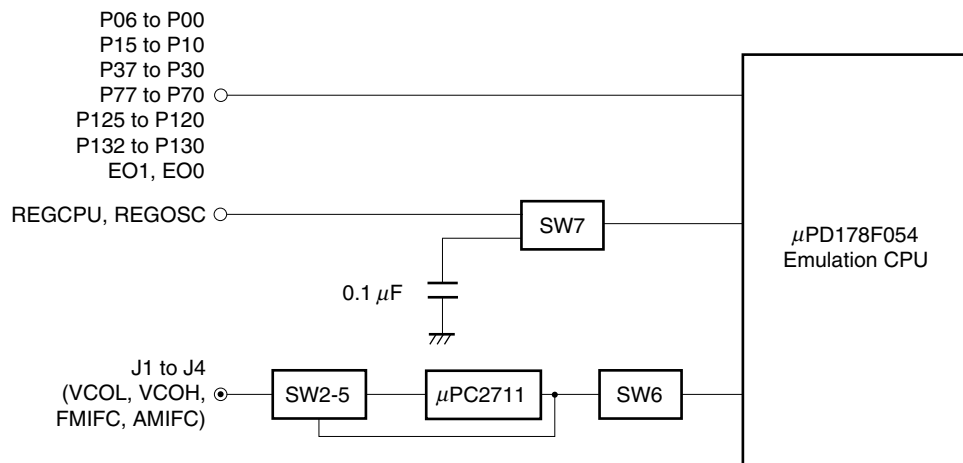 P06 to P00
P15 to P10
P37 to P30
P77 to P70
P125 to P120
P132 to P130
EO1, EO0
REGCPU, REGOSC
SW7
μPD178F054
Emulation CPU
0.1 μF
J1 to J4
(VCOL, VCOH,
FMIFC, AMIFC)
SW2-5
μPC2711
SW6